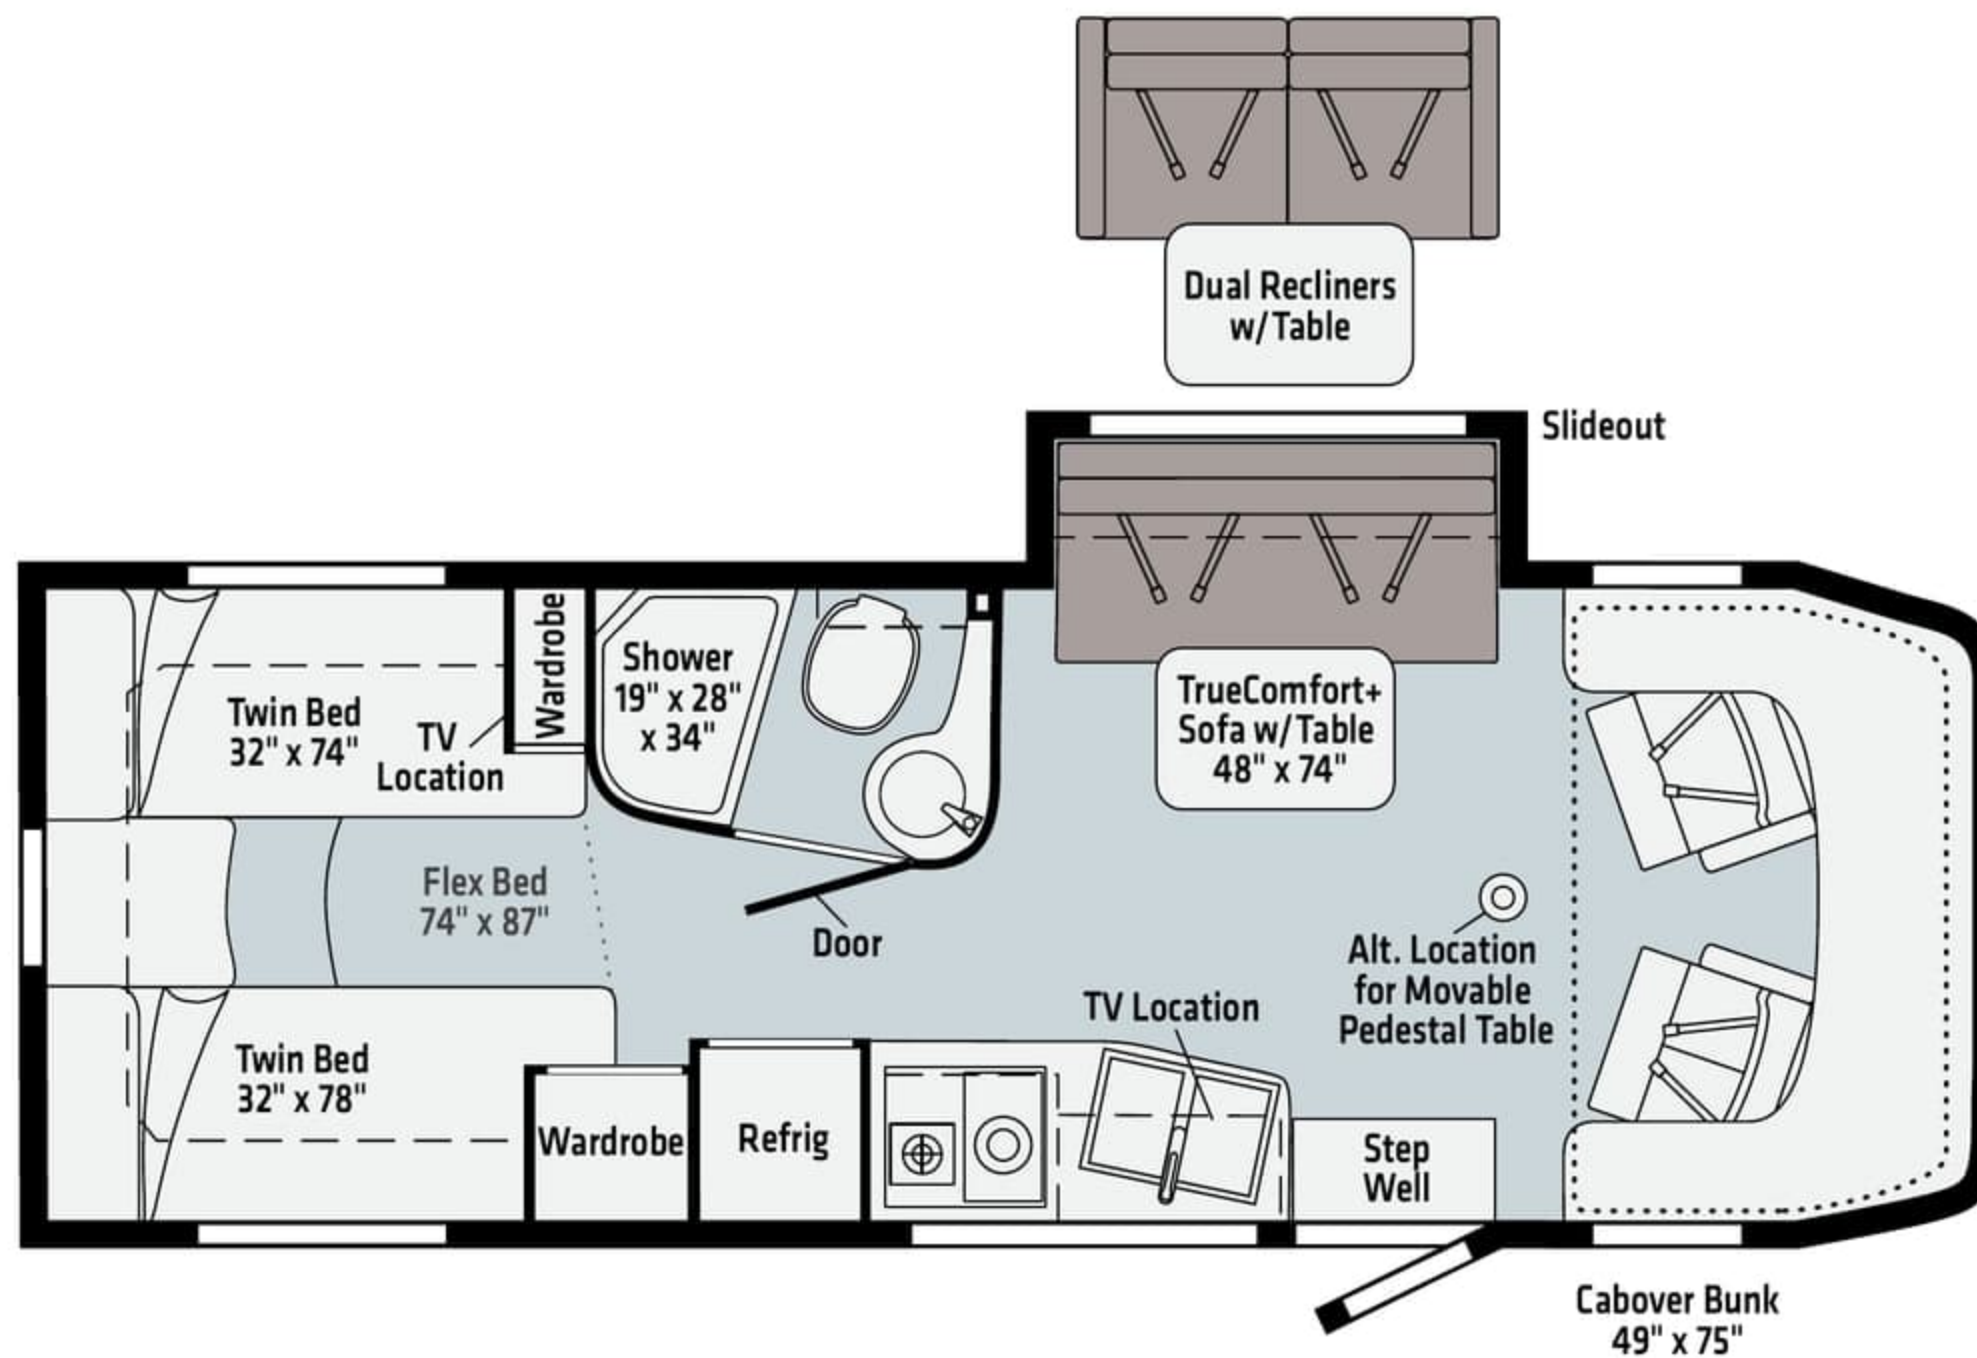 Dual Recliners
w/Table
Slideout
Wardrobe
Shower
19" x 28"
x 34"
Twin Bed
32" x 74"
TV
Location
TrueComfort+
Sofa w/Table
48" x 74"
Flex Bed
74" x 87"
Door
Alt. Location
for Movable
Pedestal Table
TV Location
Twin Bed
32" x 78"
Wardrobe
Refrig
Step
Well
Cabover Bunk
49" x 75"